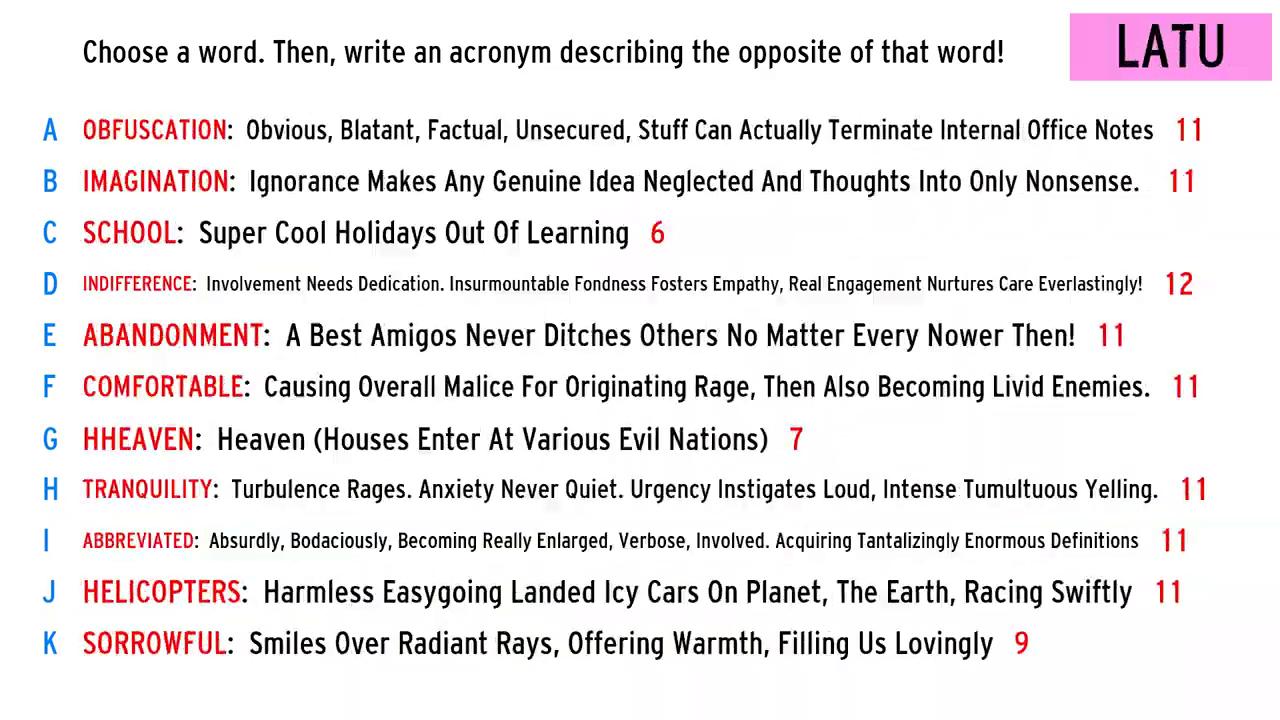 Choose a word. Then, write an acronym describing the opposite of that word!
LATU
A OBFUSCATION: Obvious, Blatant, Factual, Unsecured, Stuff Can Actually Terminate Internal Office Notes 11
B IMAGINATION: Ignorance Makes Any Genuine Idea Neglected And Thoughts Into Only Nonsense. 11
C SCHOOL: Super Cool Holidays Out Of Learning 6
D INDIFFERENCE: Involvement Needs Dedication. Insurmountable Fondness Fosters Empathy, Real Engagement Nurtures Care Everlastingly! 12
E ABANDONMENT: A Best Amigos Never Ditches Others No Matter Every Nower Then! 11
F COMFORTABLE: Causing Overall Malice For Originating Rage, Then Also Becoming Livid Enemies. 11
G HHEAVEN: Heaven (Houses Enter At Various Evil Nations) 7
H TRANQUILITY: Turbulence Rages. Anxiety Never Quiet. Urgency Instigates Loud, Intense Tumultuous Yelling. 11
I ABBREVIATED: Absurdly, Bodaciously, Becoming Really Enlarged, Verbose, Involved. Acquiring Tantalizingly Enormous Definitions 11
J HELICOPTERS: Harmless Easygoing Landed Icy Cars On Planet, The Earth, Racing Swiftly 11
K SORROWFUL: Smiles Over Radiant Rays, Offering Warmth, Filling Us Lovingly 9